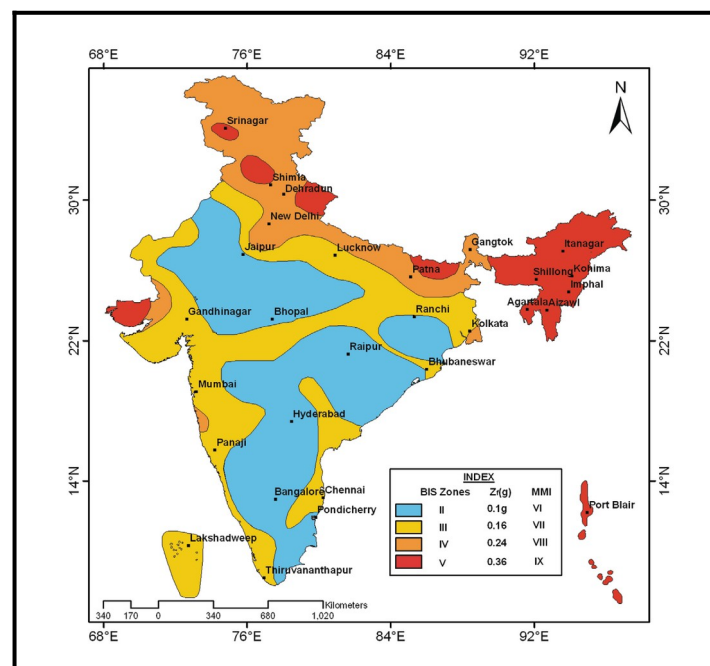 68°E 76°E 84°E 92°E
N
Srinagar
Shimla
Dehradun
30°N 30°N
New Delhi
Jaipur Lucknow Gangtok Itanagar
Patna Shillong Kohima
Imphal
Gandhinagar Bhopal Ranchi Agartala Aizawl
Kolkata
22°N 22°N
Raipur
Bhubaneswar
Mumbai
Hyderabad
Panaji
INDEX
14°N 14°N
BIS Zones Zr(g) MMI
Bangalore Chennai
II 0.1g VI
Port Blair
Pondicherry
III 0.16 VII
Lakshadweep
IV 0.24 VIII
V 0.36 IX
Thiruvananthapur
Kilometers
340 170 0 340 680 1,020
68°E 76°E 84°E 92°E